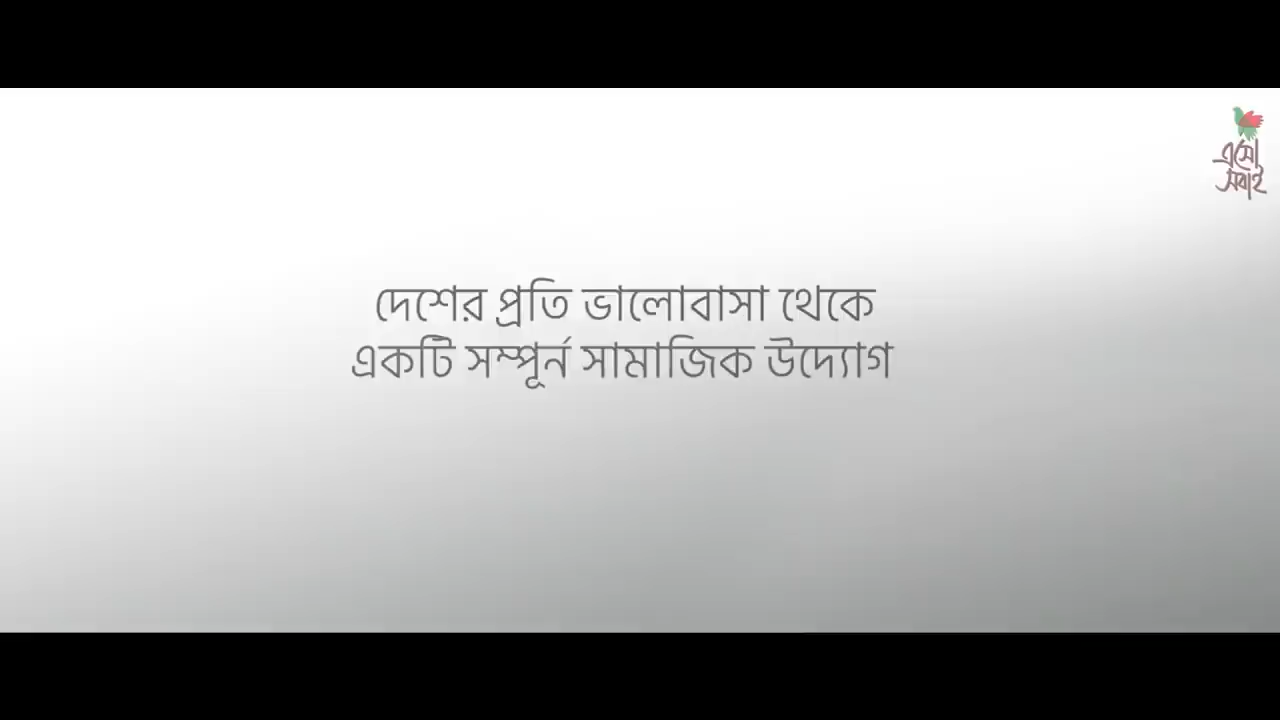 এসো
সবাই
দেশের প্রতি ভালোবাসা থেকে
একটি সম্পূর্ন সামাজিক উদ্যোগ